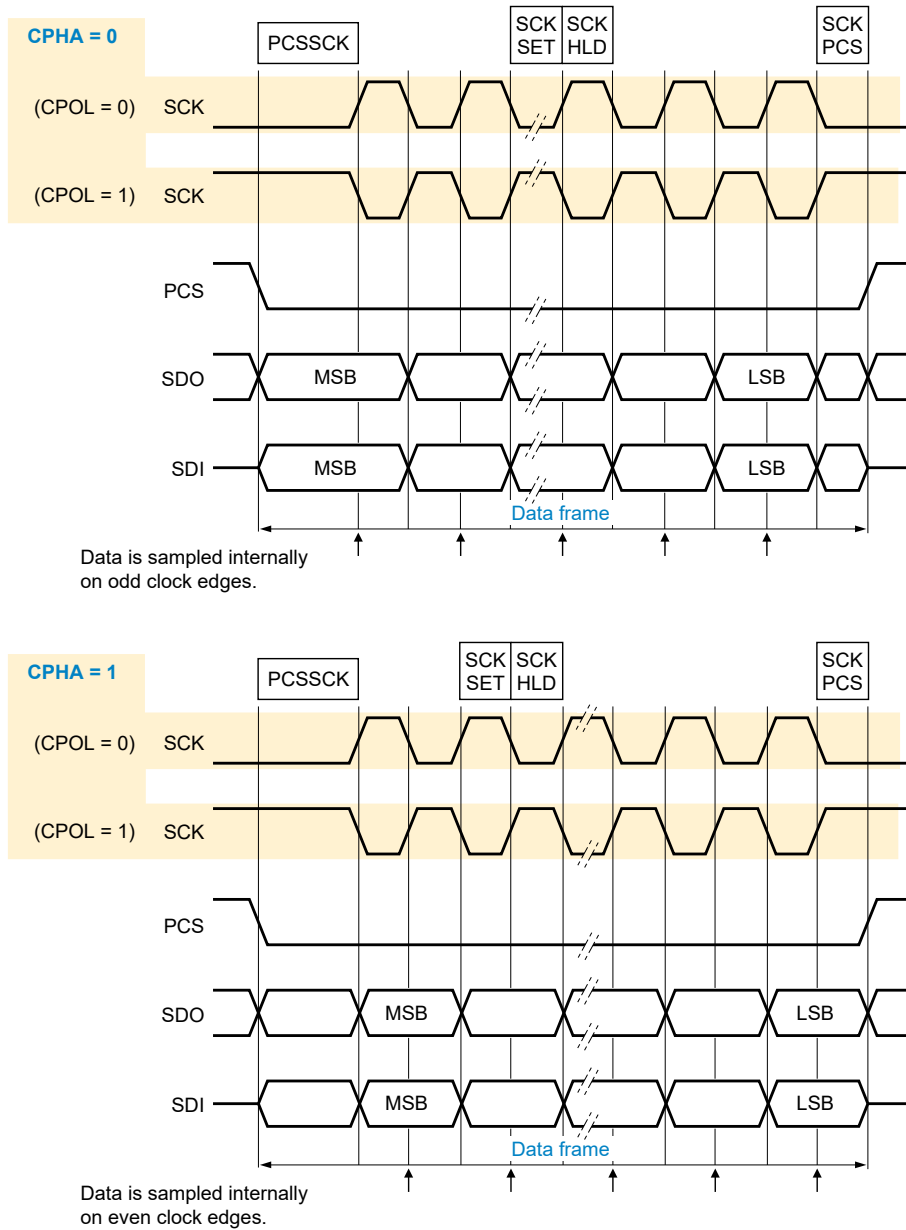 CPHA = 0
PCSSCK
SCK
SET
SCK
HLD
SCK
PCS
(CPOL = 0) SCK
(CPOL = 1) SCK
PCS
SDO MSB LSB
SDI MSB LSB
Data frame
Data is sampled internally
on odd clock edges.
CPHA = 1
PCSSCK
SCK
SET
SCK
HLD
SCK
PCS
(CPOL = 0) SCK
(CPOL = 1) SCK
PCS
SDO MSB LSB
SDI MSB LSB
Data frame
Data is sampled internally
on even clock edges.